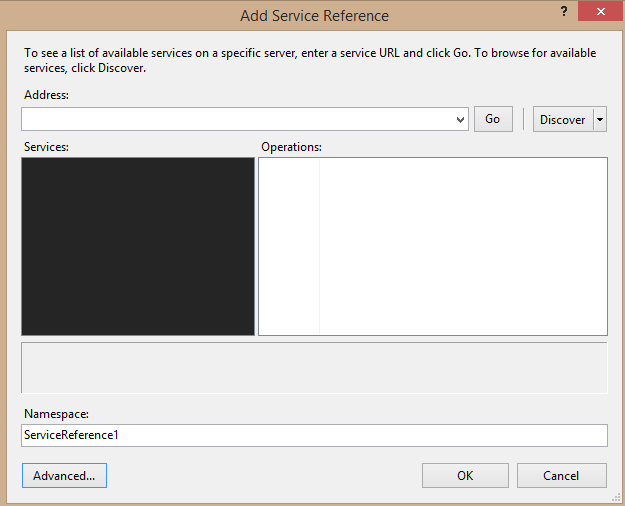 Add Service Reference
?
To see a list of available services on a specific server, enter a service URL and click Go. To browse for available
services, click Discover.
Address:
Go
Discover
Services:
Operations:
Namespace:
ServiceReference1
Advanced...
OK
Cancel